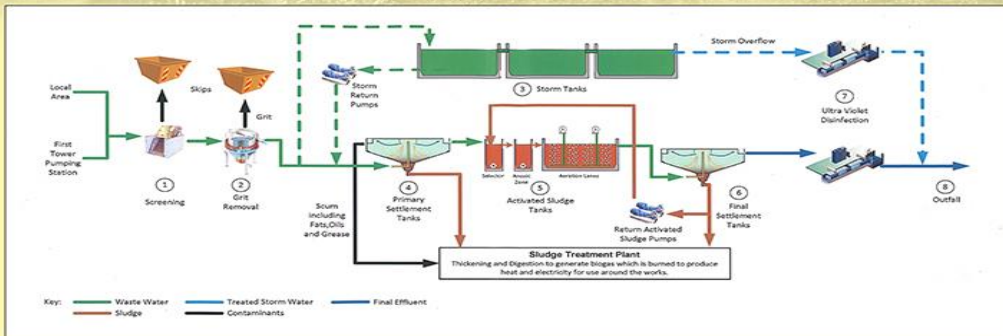 Storm Overflow
Skips
Storm
Return
Pumps
3
Storm Tanks
7
Ultra Violet
Disinfection
Local
Area
Grit
First
Tower
Pumping
Station
1
Screening
2
Grit
Removal
Scum
including
Fats,Oils
and Grease
4
Primary
Settlement
Tanks
Selector
Anoxic
Zone
Aeration Lanes
5
Activated Sludge
Tanks
Return Activated
Sludge Pumps
6
Final
Settlement
Tanks
8
Outfall
Sludge Treatment Plant
Thickening and Digestion to generate biogas which is burned to produce
heat and electricity for use around the works.
Key:
Waste Water
Treated Storm Water
Final Effluent
Sludge
Contaminants